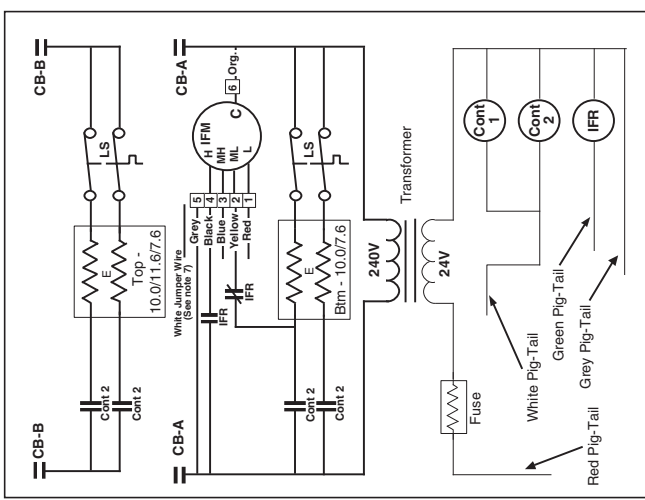 CB-B
CB-B
LS
E
Top -
10.0/11.6/7.6
Cont 2
Cont 2
CB-A
CB-A
6
Org.
C
IFM
H
MH
ML
L
5
4
3
2
1
Grey
Black
Blue
Yellow
Red
White Jumper Wire
(See note 7)
IFR
IFR
LS
E
Btm - 10.0/7.6
Cont 2
Cont 2
Transformer
240V
24V
Cont
1
Cont
2
IFR
Fuse
White Pig-Tail
Green Pig-Tail
Grey Pig-Tail
Red Pig-Tail